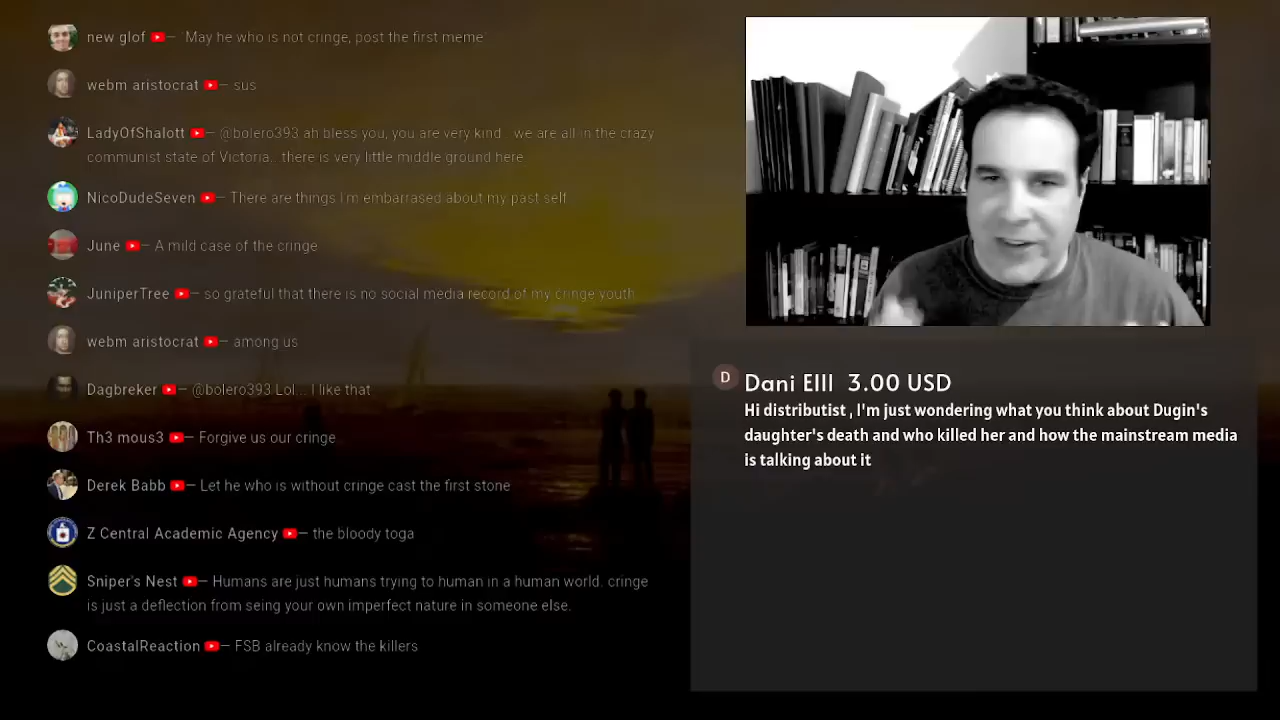 new glof — 'May he who is not cringe, post the first meme'
webm aristocrat — sus
LadyOfShalott — @bolero393 ah bless you, you are very kind.. we are all in the crazy
communist state of Victoria.. there is very little middle ground here
NicoDudeSeven — There are things I'm embarrased about my past self.
June — A mild case of the cringe
JuniperTree — so grateful that there is no social media record of my cringe youth
webm aristocrat — among us
Dagbreker — @bolero393 Lol... I like that
Th3 mous3 — Forgive us our cringe
Derek Babb — Let he who is without cringe cast the first stone
Z Central Academic Agency — the bloody toga
Sniper's Nest — Humans are just humans trying to human in a human world. cringe
is just a deflection from seing your own imperfect nature in someone else.
CoastalReaction — FSB already know the killers
D Dani EIII 3.00 USD
Hi distributist , I'm just wondering what you think about Dugin's
daughter's death and who killed her and how the mainstream media
is talking about it